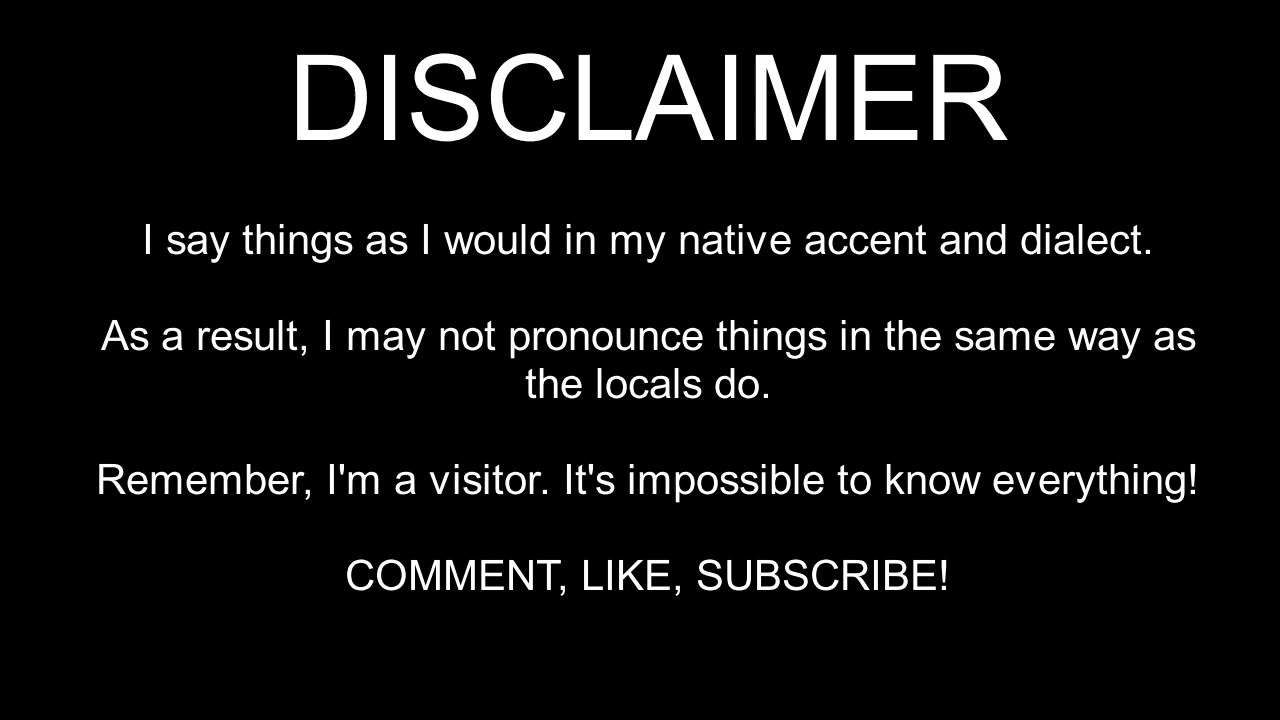 DISCLAIMER
I say things as I would in my native accent and dialect.
As a result, I may not pronounce things in the same way as
the locals do.
Remember, I'm a visitor. It's impossible to know everything!
COMMENT, LIKE, SUBSCRIBE!